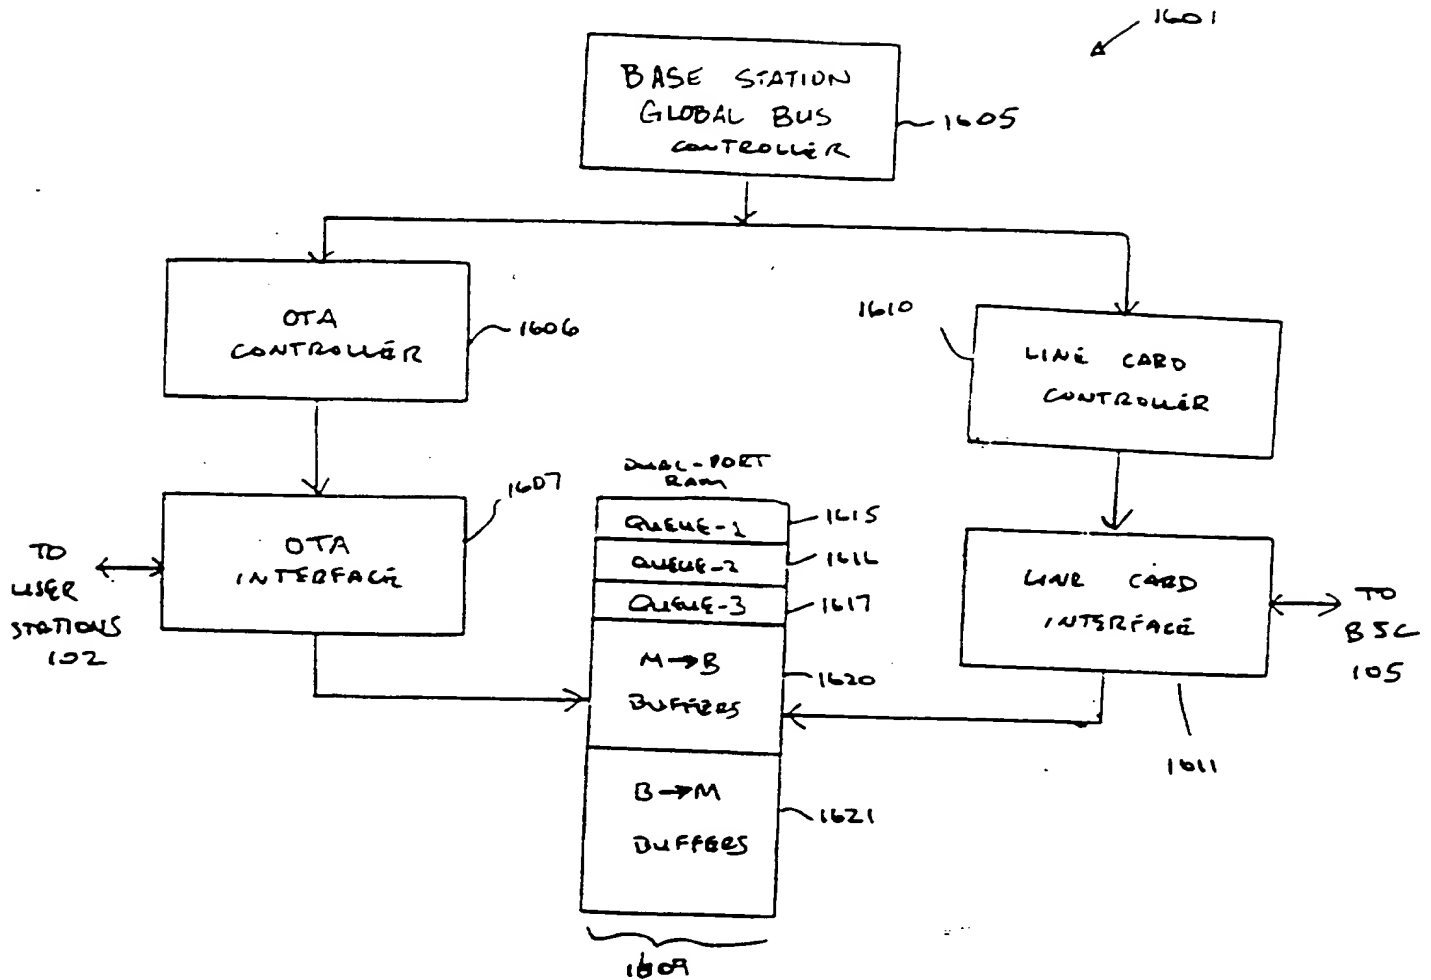 1601
BASE STATION
GLOBAL BUS
CONTROLLER
1605
OTA
CONTROLLER
1606
1610
LINE CARD
CONTROLLER
DUAL-PORT
RAM
1607
OTA
INTERFACE
TO
USER
STATIONS
102
QUEUE-1
1615
QUEUE-2
1616
QUEUE-3
1617
M→B
BUFFERS
1620
B→M
BUFFERS
1621
LINE CARD
INTERFACE
TO
BSC
105
1611
1609